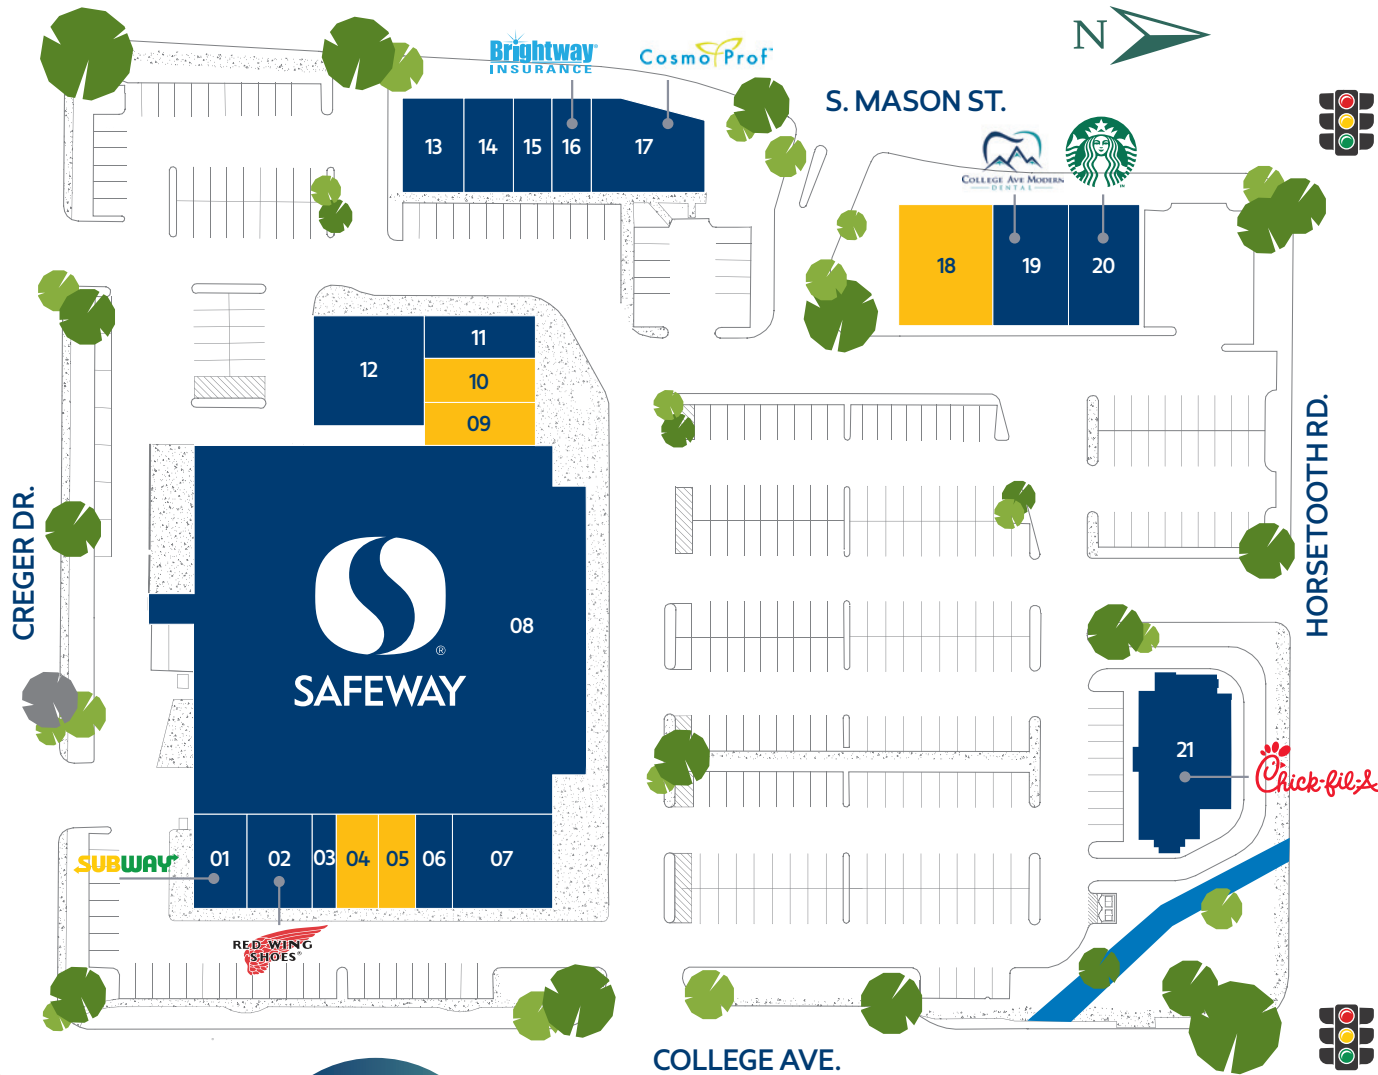 N
Brightway
INSURANCE
CosmoProf
S. MASON ST.
COLLEGE AVE MODERN
DENTAL
13
14
15
16
17
18
19
20
11
12
10
09
CREGER DR.
HORSETOOTH RD.
08
®
SAFEWAY
21
Chick-fil-A
SUBWAY
01
02
03
04
05
06
07
RED WING
SHOES®
COLLEGE AVE.